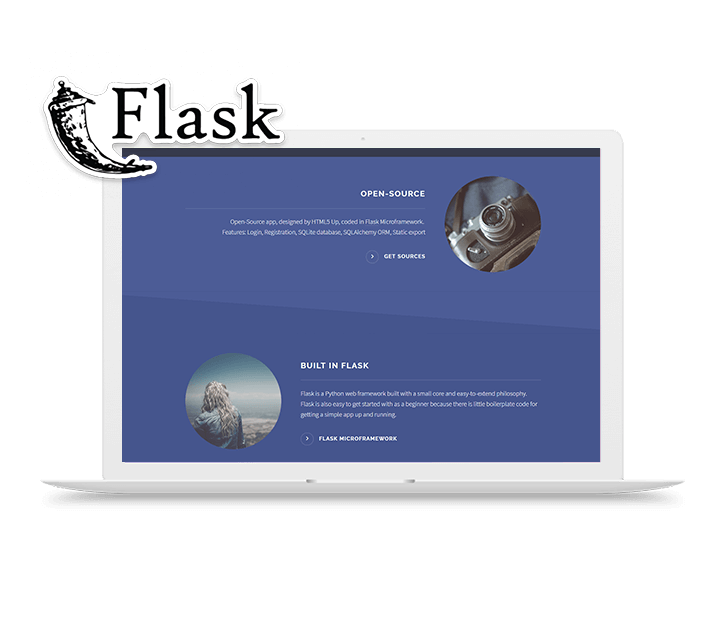 Flask
OPEN-SOURCE
Open-Source app, designed by HTML5 Up, coded in Flask Microframework.
Features: Login, Registration, SQLite database, SQLAlchemy ORM, Static export
GET SOURCES
BUILT IN FLASK
Flask is a Python web framework built with a small core and easy-to-extend philosophy.
Flask is also easy to get started with as a beginner because there is little boilerplate code for
getting a simple app up and running.
FLASK MICROFRAMEWORK